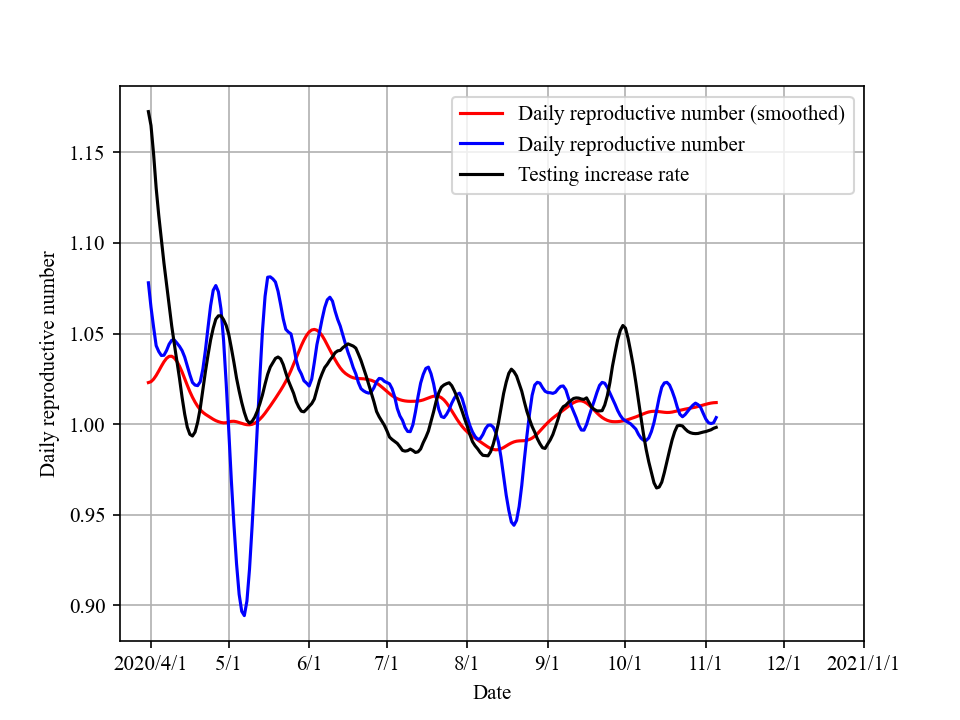 Daily reproductive number (smoothed)
Daily reproductive number
Testing increase rate
1.15
1.10
1.05
1.00
0.95
0.90
Daily reproductive number
2020/4/1 5/1 6/1 7/1 8/1 9/1 10/1 11/1 12/1 2021/1/1
Date